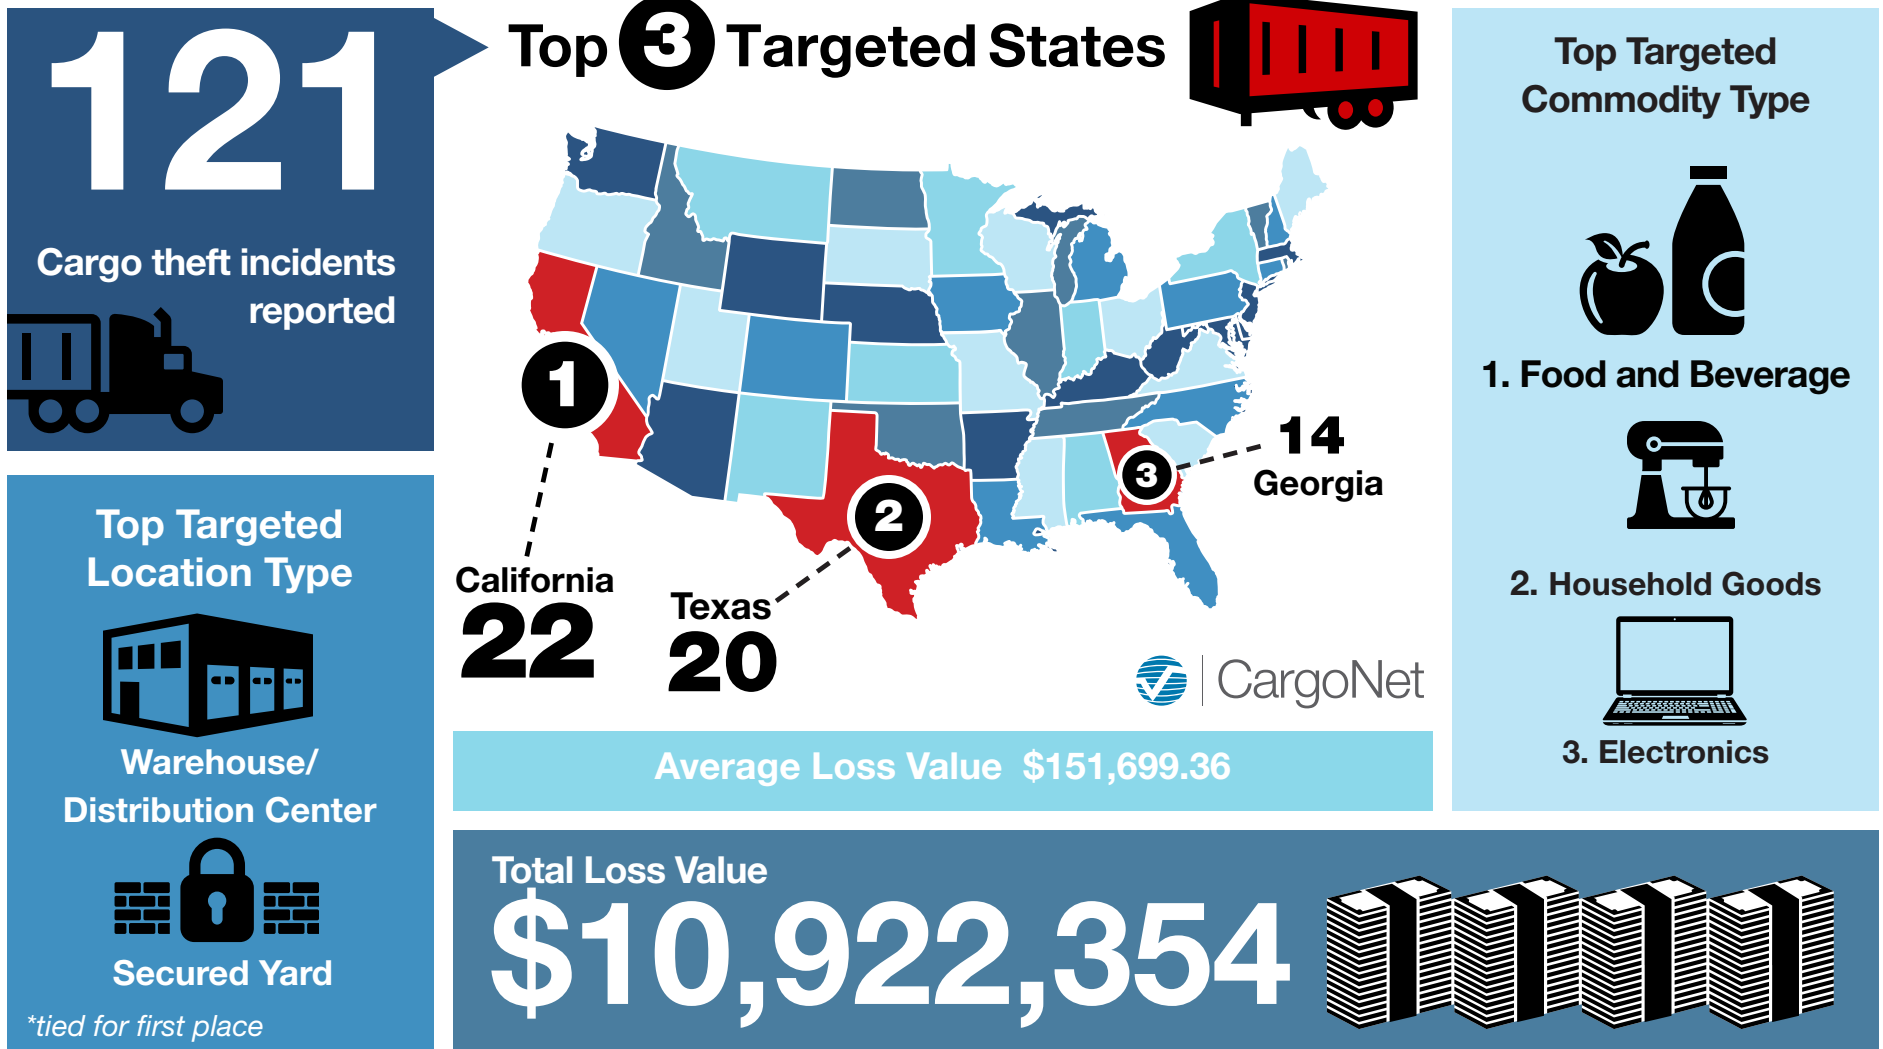 121
Cargo theft incidents
reported
Top 3 Targeted States
1
2
3
California
22
Texas
20
14
Georgia
CargoNet
Top Targeted
Location Type
Warehouse/
Distribution Center
Secured Yard
*tied for first place
Average Loss Value $151,699.36
Total Loss Value
$10,922,354
Top Targeted
Commodity Type
1. Food and Beverage
2. Household Goods
3. Electronics